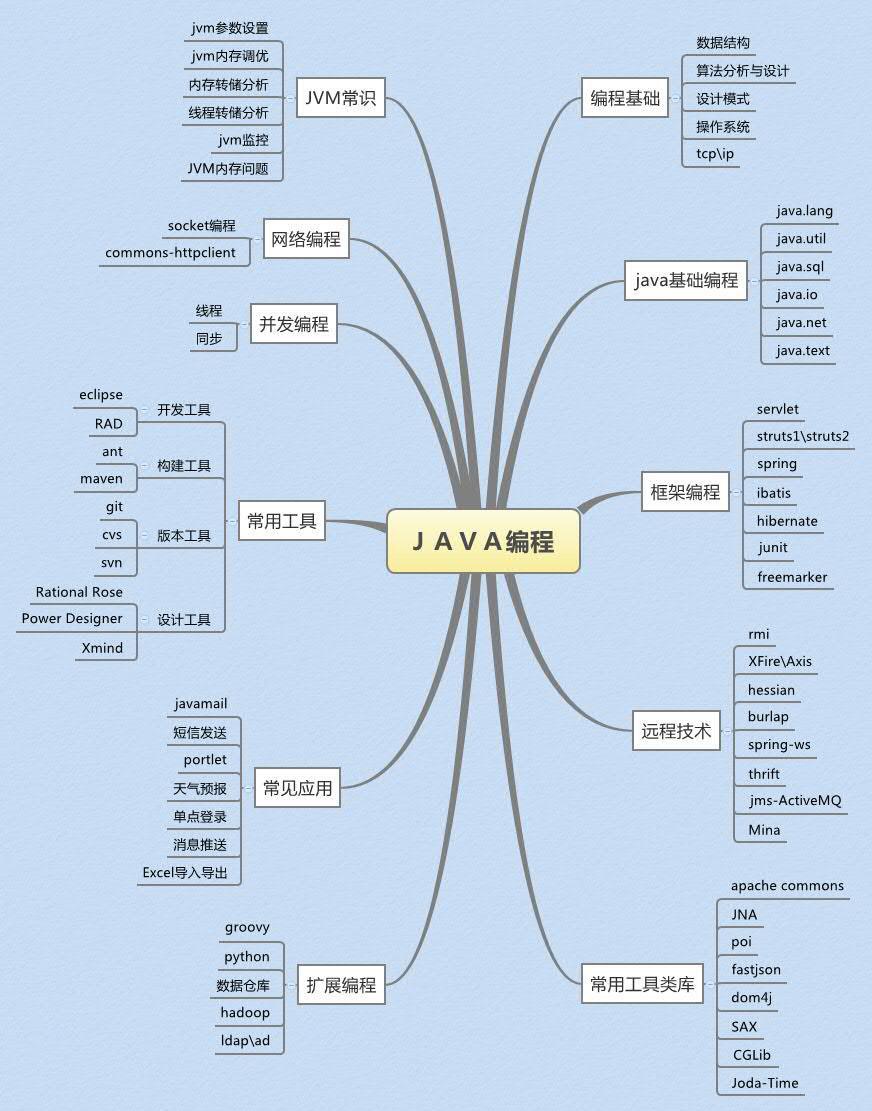 ＪＡＶＡ编程
编程基础
数据结构
算法分析与设计
设计模式
操作系统
tcp\ip
java基础编程
java.lang
java.util
java.sql
java.io
java.net
java.text
框架编程
servlet
struts1\struts2
spring
ibatis
hibernate
junit
freemarker
远程技术
rmi
XFire\Axis
hessian
burlap
spring-ws
thrift
jms-ActiveMQ
Mina
常用工具类库
apache commons
JNA
poi
fastjson
dom4j
SAX
CGLib
Joda-Time
JVM常识
jvm参数设置
jvm内存调优
内存转储分析
线程转储分析
jvm监控
JVM内存问题
网络编程
socket编程
commons-httpclient
并发编程
线程
同步
常用工具
开发工具
eclipse
RAD
构建工具
ant
maven
版本工具
git
cvs
svn
设计工具
Rational Rose
Power Designer
Xmind
常见应用
javamail
短信发送
portlet
天气预报
单点登录
消息推送
Excel导入导出
扩展编程
groovy
python
数据仓库
hadoop
ldap\ad